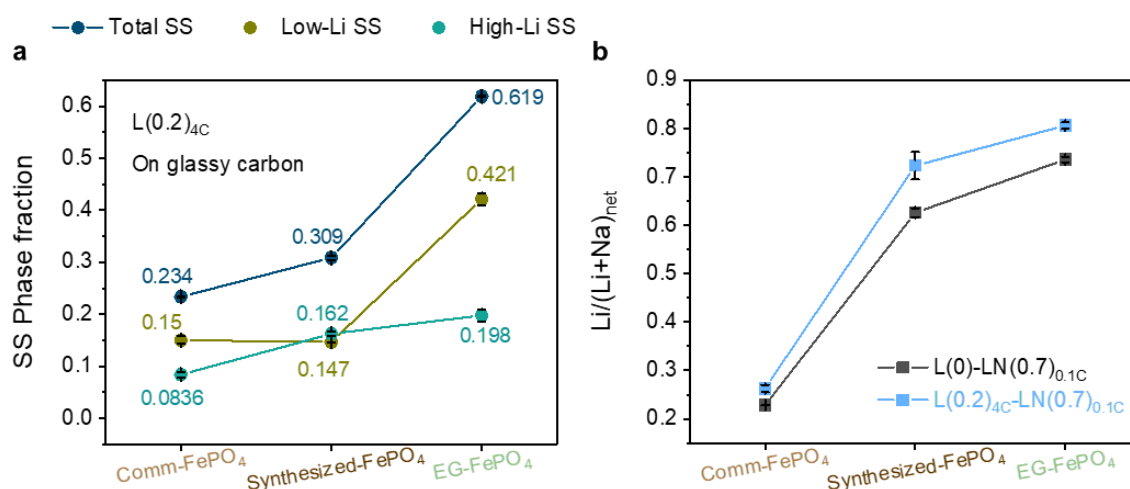 Total SS Low-Li SS High-Li SS
a
SS Phase fraction
0.6
0.5
0.4
0.3
0.2
0.1
0.0
L(0.2)4C
On glassy carbon
0.619
0.421
0.309
0.234
0.15
0.162
0.198
0.147
0.0836
Comm-FePO4
Synthesized-FePO4
EG-FePO4
b
Li/(Li+Na)net
0.9
0.8
0.7
0.6
0.5
0.4
0.3
0.2
L(0)-LN(0.7)0.1C
L(0.2)4C-LN(0.7)0.1C
Comm-FePO4
Synthesized-FePO4
EG-FePO4